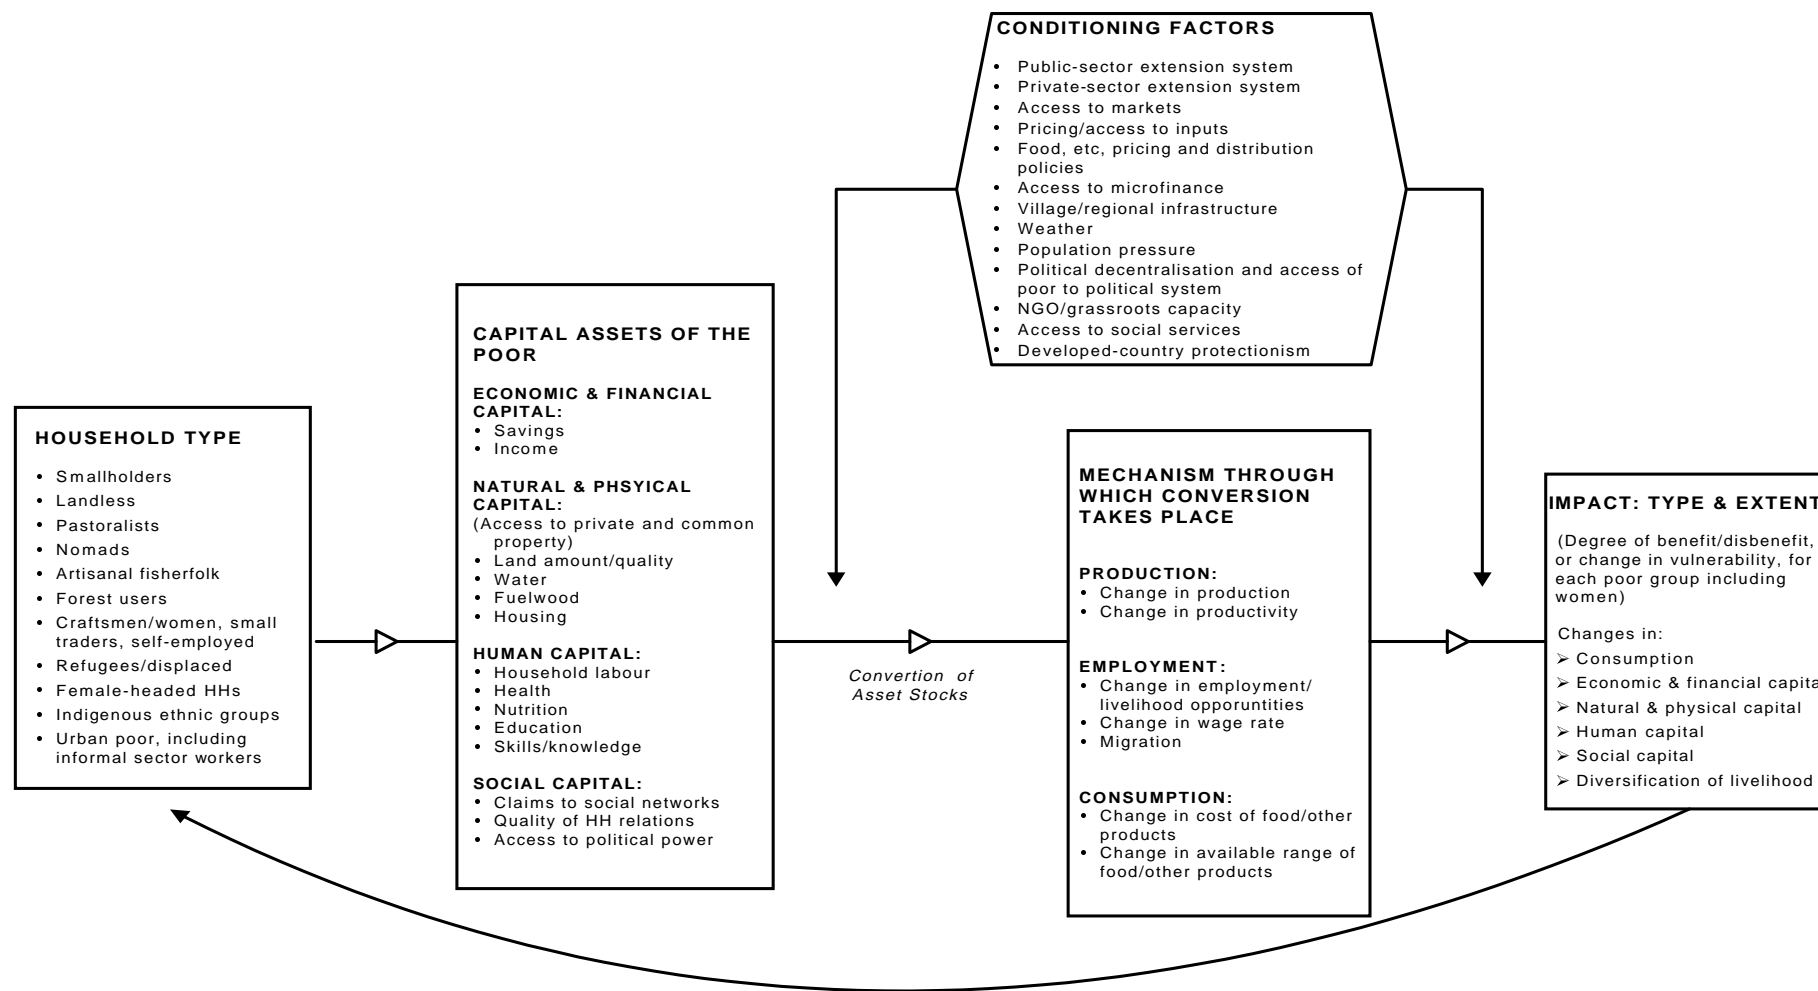 CONDITIONING FACTORS
• Public-sector extension system
• Private-sector extension system
• Access to markets
• Pricing/access to inputs
• Food, etc, pricing and distribution
policies
• Access to microfinance
• Village/regional infrastructure
• Weather
• Population pressure
• Political decentralisation and access of
poor to political system
• NGO/grassroots capacity
• Access to social services
• Developed-country protectionism
HOUSEHOLD TYPE
• Smallholders
• Landless
• Pastoralists
• Nomads
• Artisanal fisherfolk
• Forest users
• Craftsmen/women, small
traders, self-employed
• Refugees/displaced
• Female-headed HHs
• Indigenous ethnic groups
• Urban poor, including
informal sector workers
CAPITAL ASSETS OF THE
POOR
ECONOMIC & FINANCIAL
CAPITAL:
• Savings
• Income
NATURAL & PHSYICAL
CAPITAL:
(Access to private and common
property)
• Land amount/quality
• Water
• Fuelwood
• Housing
HUMAN CAPITAL:
• Household labour
• Health
• Nutrition
• Education
• Skills/knowledge
SOCIAL CAPITAL:
• Claims to social networks
• Quality of HH relations
• Access to political power
Convertion of
Asset Stocks
MECHANISM THROUGH
WHICH CONVERSION
TAKES PLACE
PRODUCTION:
• Change in production
• Change in productivity
EMPLOYMENT:
• Change in employment/
livelihood opporuntities
• Change in wage rate
• Migration
CONSUMPTION:
• Change in cost of food/other
products
• Change in available range of
food/other products
IMPACT: TYPE & EXTENT
(Degree of benefit/disbenefit,
or change in vulnerability, for
each poor group including
women)
Changes in:
➢ Consumption
➢ Economic & financial capita
➢ Natural & physical capital
➢ Human capital
➢ Social capital
➢ Diversification of livelihood